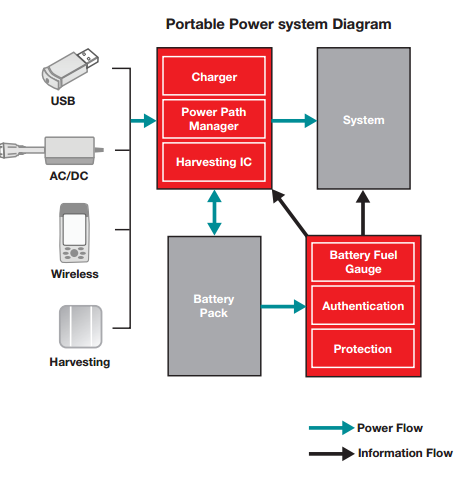 Portable Power system Diagram
USB
AC/DC
Wireless
Harvesting
Charger
Power Path
Manager
Harvesting IC
System
Battery
Pack
Battery Fuel
Gauge
Authentication
Protection
Power Flow
Information Flow